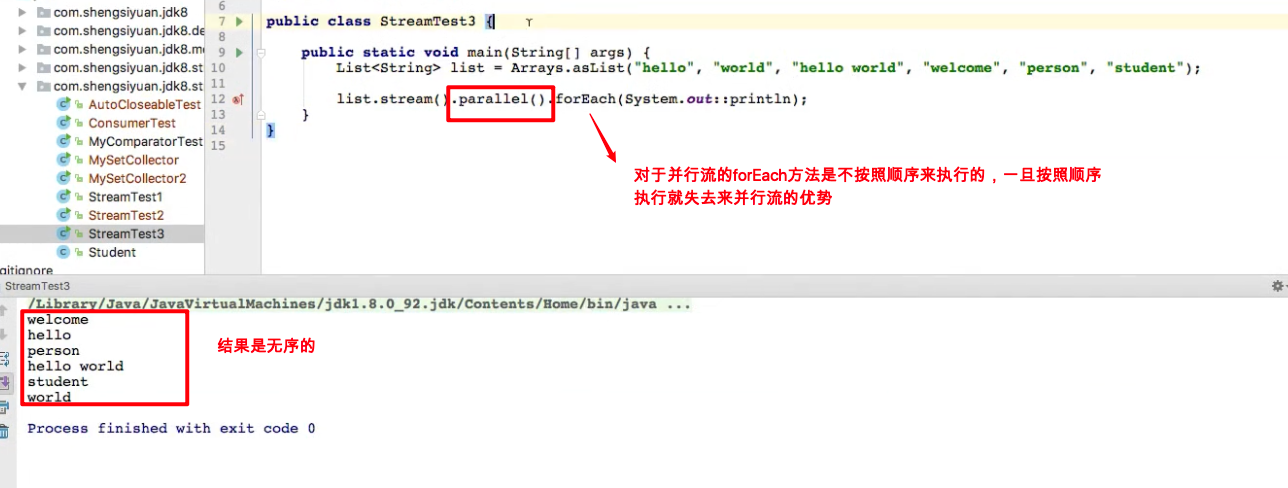 com.shengsiyuan.jdk8
com.shengsiyuan.jdk8.de
com.shengsiyuan.jdk8.me
com.shengsiyuan.jdk8.st
com.shengsiyuan.jdk8.st
AutoCloseableTest
ConsumerTest
MyComparatorTest
MySetCollector
MySetCollector2
StreamTest1
StreamTest2
StreamTest3
Student
gitignore
6
7 public class StreamTest3 {
8
9 public static void main(String[] args) {
10 List<String> list = Arrays.asList("hello", "world", "hello world", "welcome", "person", "student");
11
12 list.stream().parallel().forEach(System.out::println);
13 }
14 }
15
对于并行流的forEach方法是不按照顺序来执行的，一旦按照顺序
执行就失去来并行流的优势
StreamTest3
/Library/Java/JavaVirtualMachines/jdk1.8.0_92.jdk/Contents/Home/bin/java ...
welcome
hello
person
hello world
student
world
结果是无序的
Process finished with exit code 0